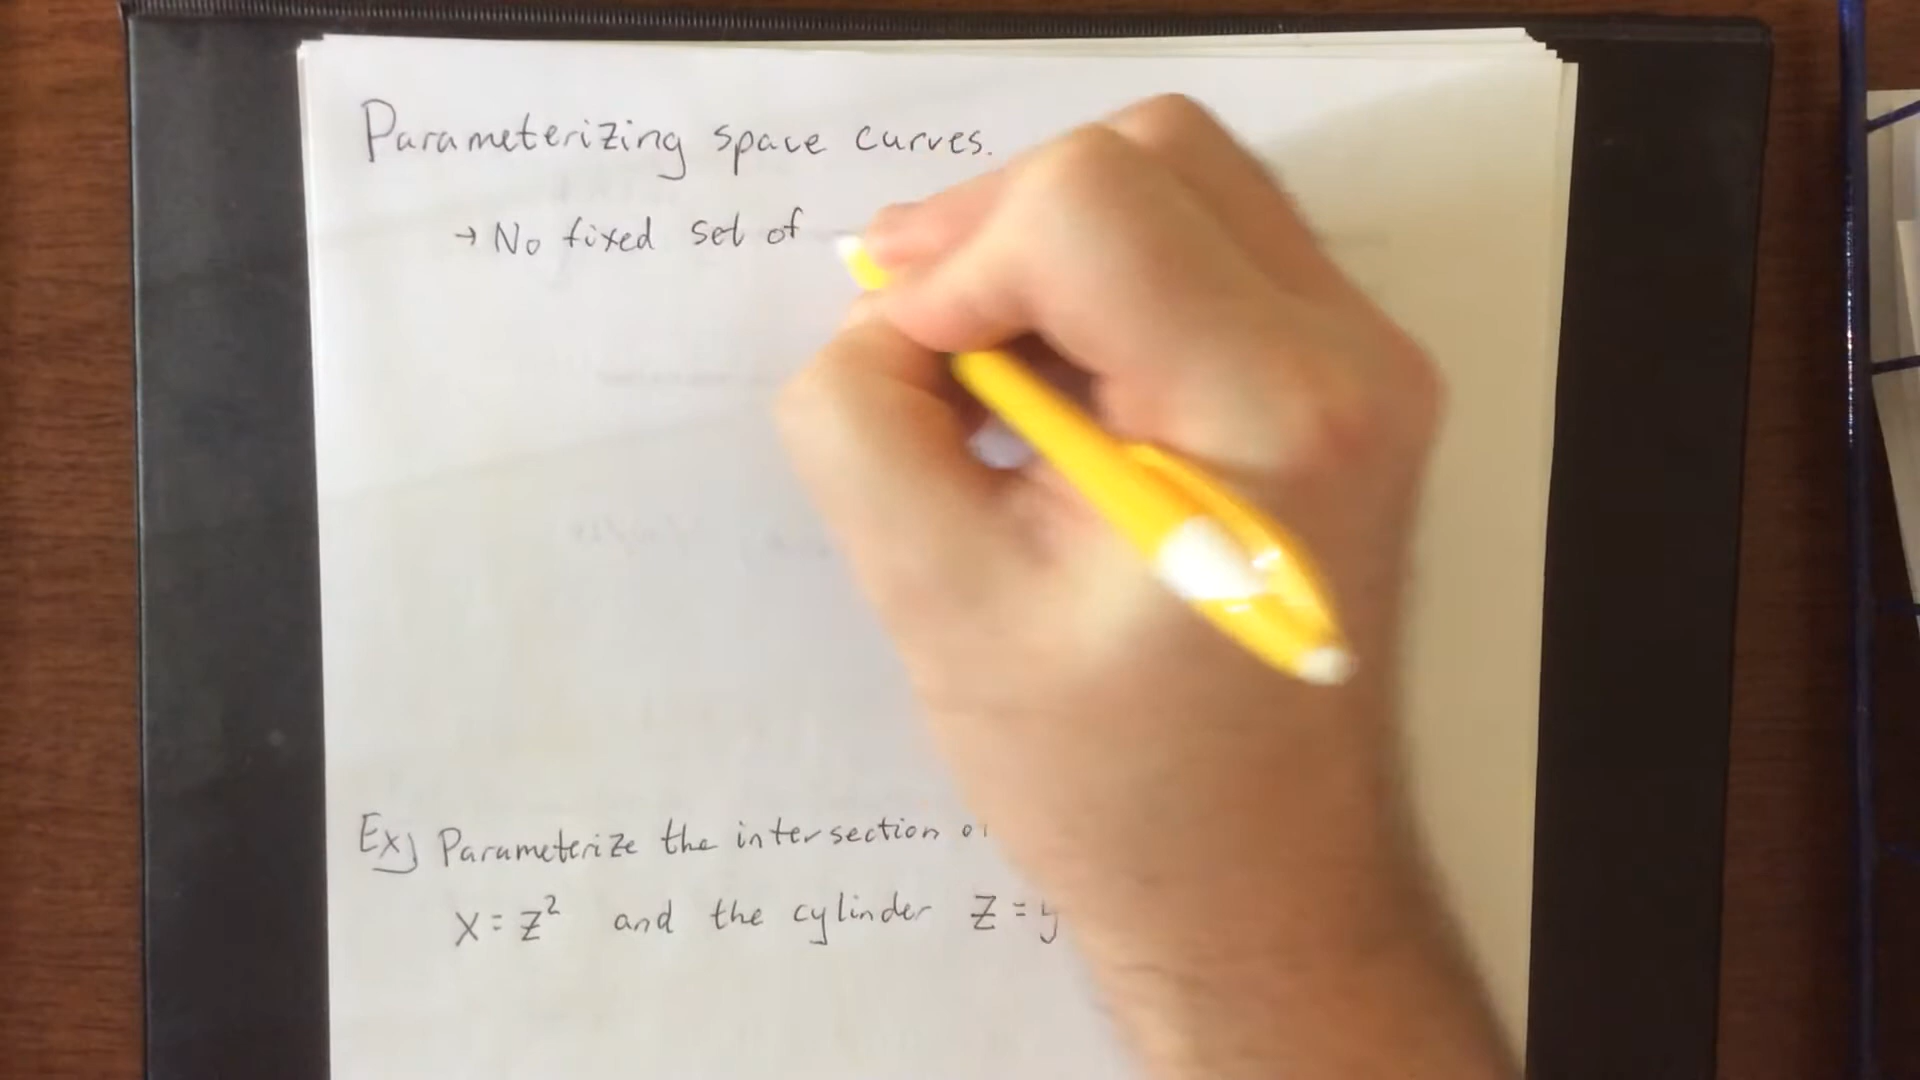 Parameterizing space curves.
→ No fixed set of
Ex) Parameterize the intersection
x = z² and the cylinder z = y